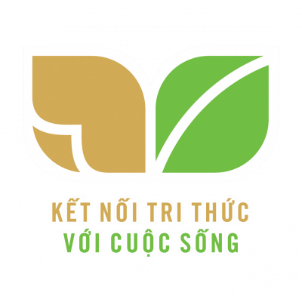 KẾT NỐI TRI THỨC
VỚI CUỘC SỐNG